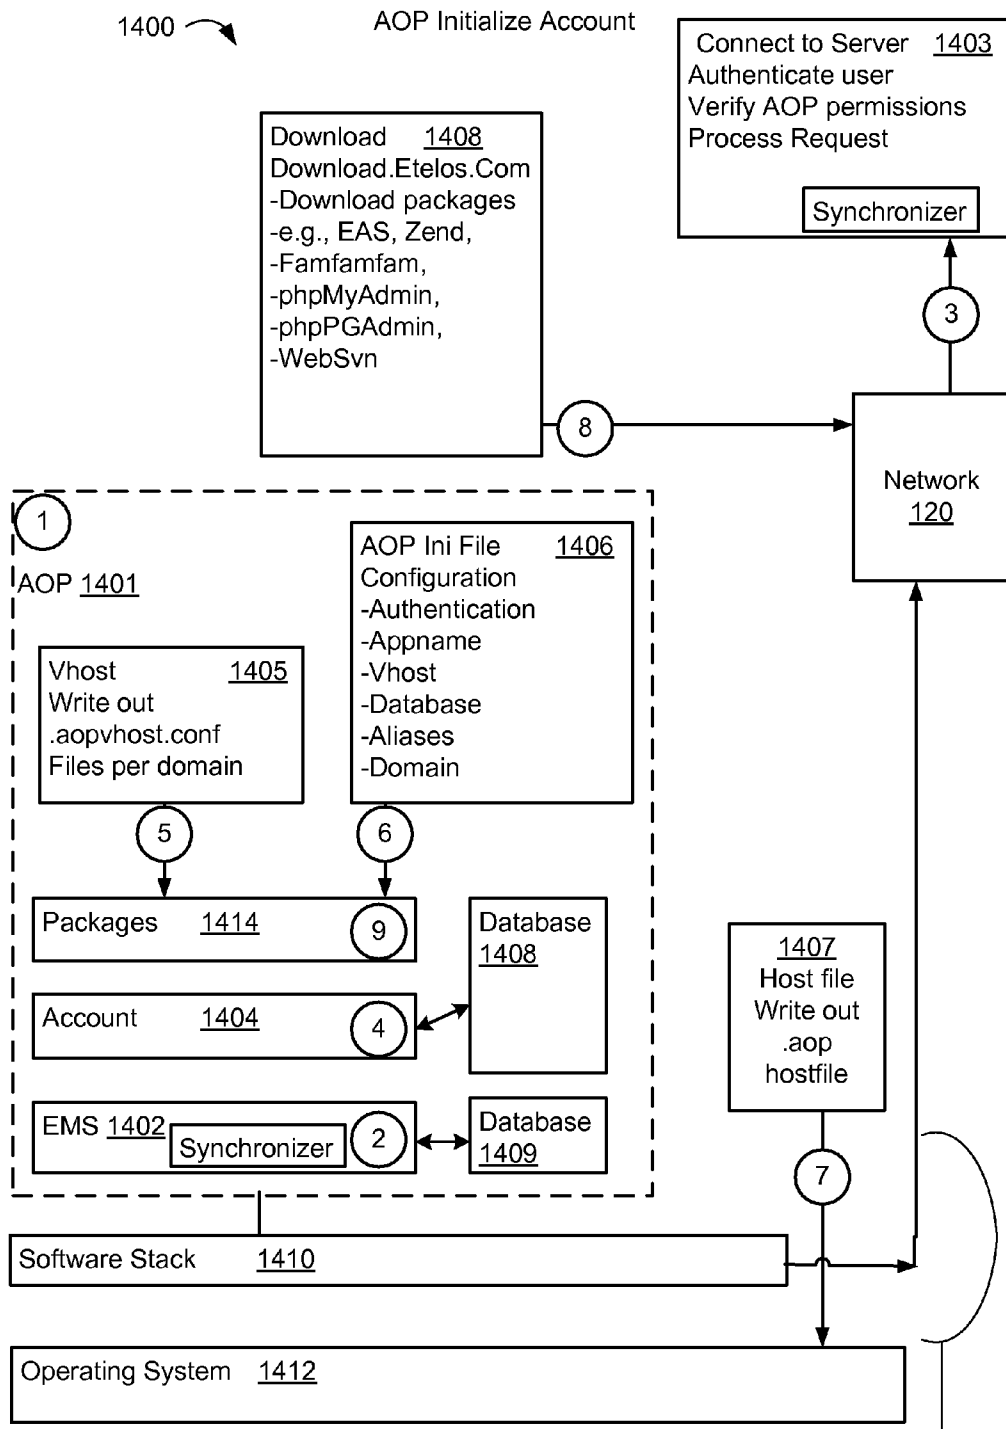 1400
AOP Initialize Account
Connect to Server 1403
Authenticate user
Verify AOP permissions
Process Request
Synchronizer
Download 1408
Download.Etelos.Com
-Download packages
-e.g., EAS, Zend,
-Famfamfam,
-phpMyAdmin,
-phpPGAdmin,
-WebSvn
3
8
Network
120
1
AOP 1401
AOP Ini File 1406
Configuration
-Authentication
-Appname
-Vhost
-Database
-Aliases
-Domain
Vhost 1405
Write out
.aopvhost.conf
Files per domain
5
6
Packages 1414
9
Database
1408
Account 1404
4
1407
Host file
Write out
.aop
hostfile
EMS 1402
Synchronizer
2
Database
1409
7
Software Stack 1410
Operating System 1412